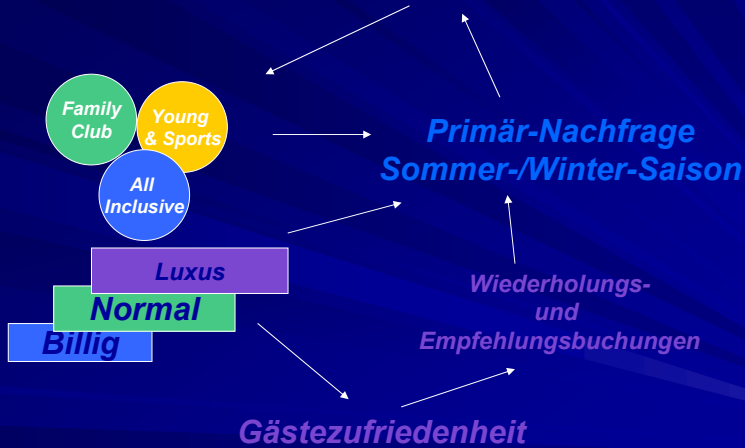 Family
Club
Young
& Sports
All
Inclusive
Primär-Nachfrage
Sommer-/Winter-Saison
Luxus
Normal
Billig
Wiederholungs-
und
Empfehlungsbuchungen
Gästezufriedenheit